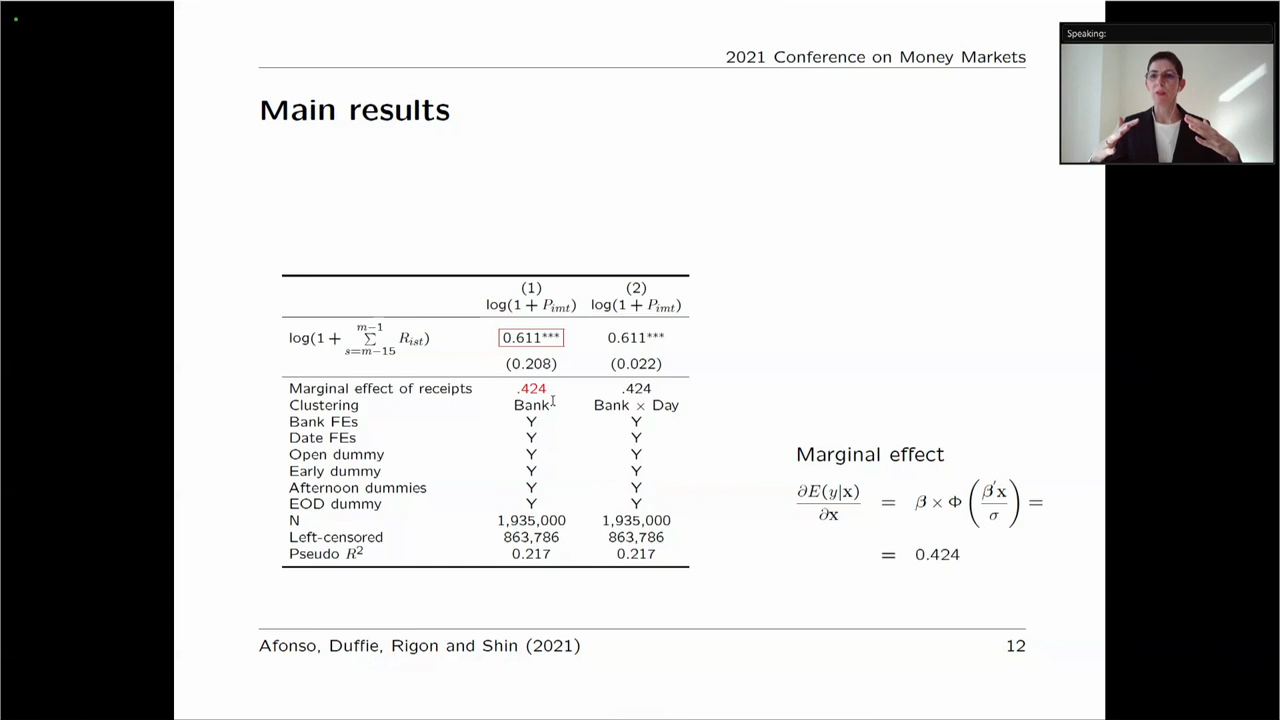 2021 Conference on Money Markets
Speaking:
Main results
(1) (2)
log(1 + P_imt) log(1 + P_imt)
log(1 + m−1 ∑ s=m−15 R_ist) 0.611*** 0.611***
(0.208) (0.022)
Marginal effect of receipts .424 .424
Clustering Bank Bank × Day
Bank FEs Y Y
Date FEs Y Y
Open dummy Y Y
Early dummy Y Y
Afternoon dummies Y Y
EOD dummy Y Y
N 1,935,000 1,935,000
Left-censored 863,786 863,786
Pseudo R² 0.217 0.217
Marginal effect
∂E(y|x)/∂x = β × Φ (β′x/σ) =
= 0.424
Afonso, Duffie, Rigon and Shin (2021) 12